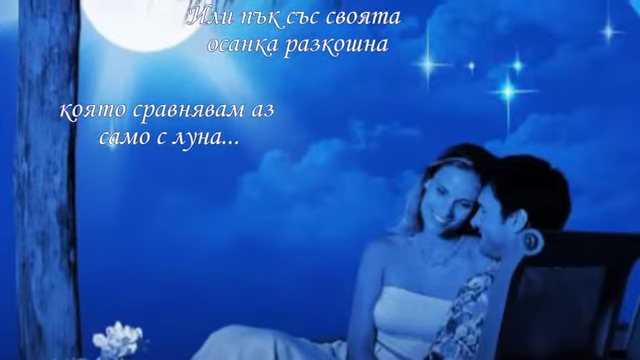 Или пък със своята
осанка разкошна
която сравнявам аз
само с луна...